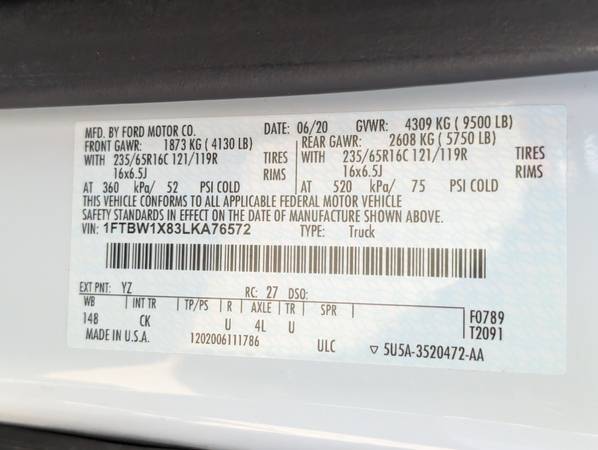 MFD. BY FORD MOTOR CO. DATE: 06/20 GVWR: 4309 KG ( 9500 LB)
FRONT GAWR: 1873 KG ( 4130 LB) REAR GAWR: 2608 KG ( 5750 LB)
WITH 235/65R16C 121/119R TIRES WITH 235/65R16C 121/119R TIRES
16x6.5J RIMS 16x6.5J RIMS
AT 360 kPa/ 52 PSI COLD AT 520 kPa/ 75 PSI COLD
THIS VEHICLE CONFORMS TO ALL APPLICABLE FEDERAL MOTOR VEHICLE
SAFETY STANDARDS IN EFFECT ON THE DATE OF MANUFACTURE SHOWN ABOVE.
VIN: 1FTBW1X83LKA76572 TYPE: Truck
EXT PNT: YZ RC: 27 DSO:
WB INT TR TP/PS R AXLE TR SPR F0789
148 CK U 4L U T2091
MADE IN U.S.A. 1202006111786 ULC ▽ 5U5A-3520472-AA